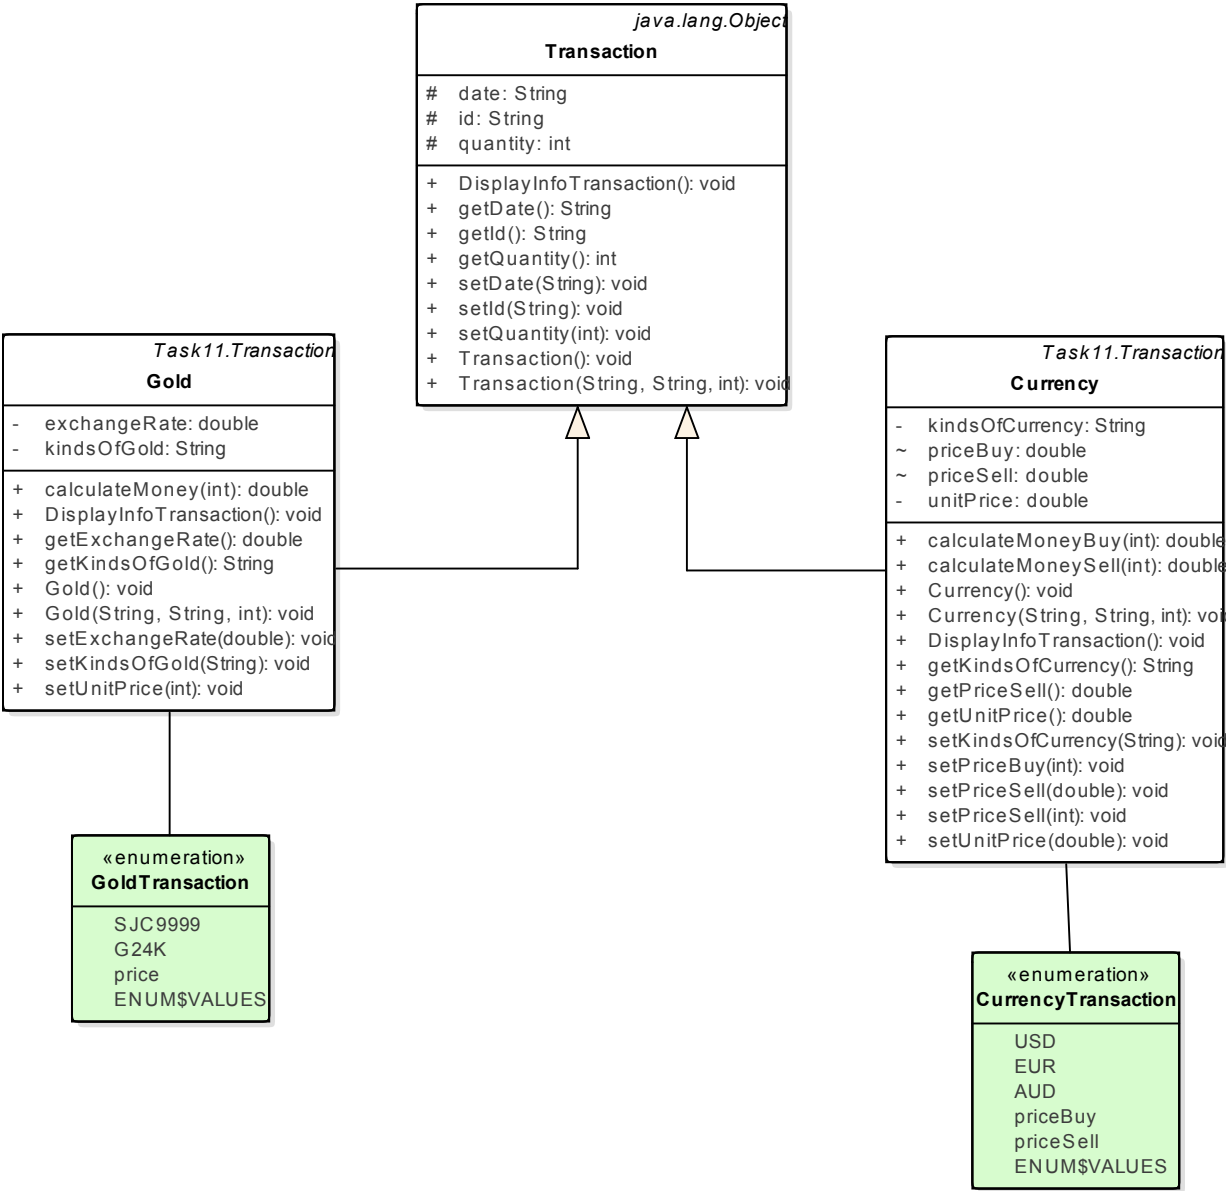 java.lang.Object
Transaction
# date: String
# id: String
# quantity: int
+ DisplayInfoTransaction(): void
+ getDate(): String
+ getId(): String
+ getQuantity(): int
+ setDate(String): void
+ setId(String): void
+ setQuantity(int): void
+ Transaction(): void
+ Transaction(String, String, int): void
Task11.Transaction
Gold
- exchangeRate: double
- kindsOfGold: String
+ calculateMoney(int): double
+ DisplayInfoTransaction(): void
+ getExchangeRate(): double
+ getKindsOfGold(): String
+ Gold(): void
+ Gold(String, String, int): void
+ setExchangeRate(double): void
+ setKindsOfGold(String): void
+ setUnitPrice(int): void
Task11.Transaction
Currency
- kindsOfCurrency: String
~ priceBuy: double
~ priceSell: double
- unitPrice: double
+ calculateMoneyBuy(int): double
+ calculateMoneySell(int): double
+ Currency(): void
+ Currency(String, String, int): void
+ DisplayInfoTransaction(): void
+ getKindsOfCurrency(): String
+ getPriceSell(): double
+ getUnitPrice(): double
+ setKindsOfCurrency(String): void
+ setPriceBuy(int): void
+ setPriceSell(double): void
+ setPriceSell(int): void
+ setUnitPrice(double): void
«enumeration»
GoldTransaction
SJC9999
G24K
price
ENUM$VALUES
«enumeration»
CurrencyTransaction
USD
EUR
AUD
priceBuy
priceSell
ENUM$VALUES